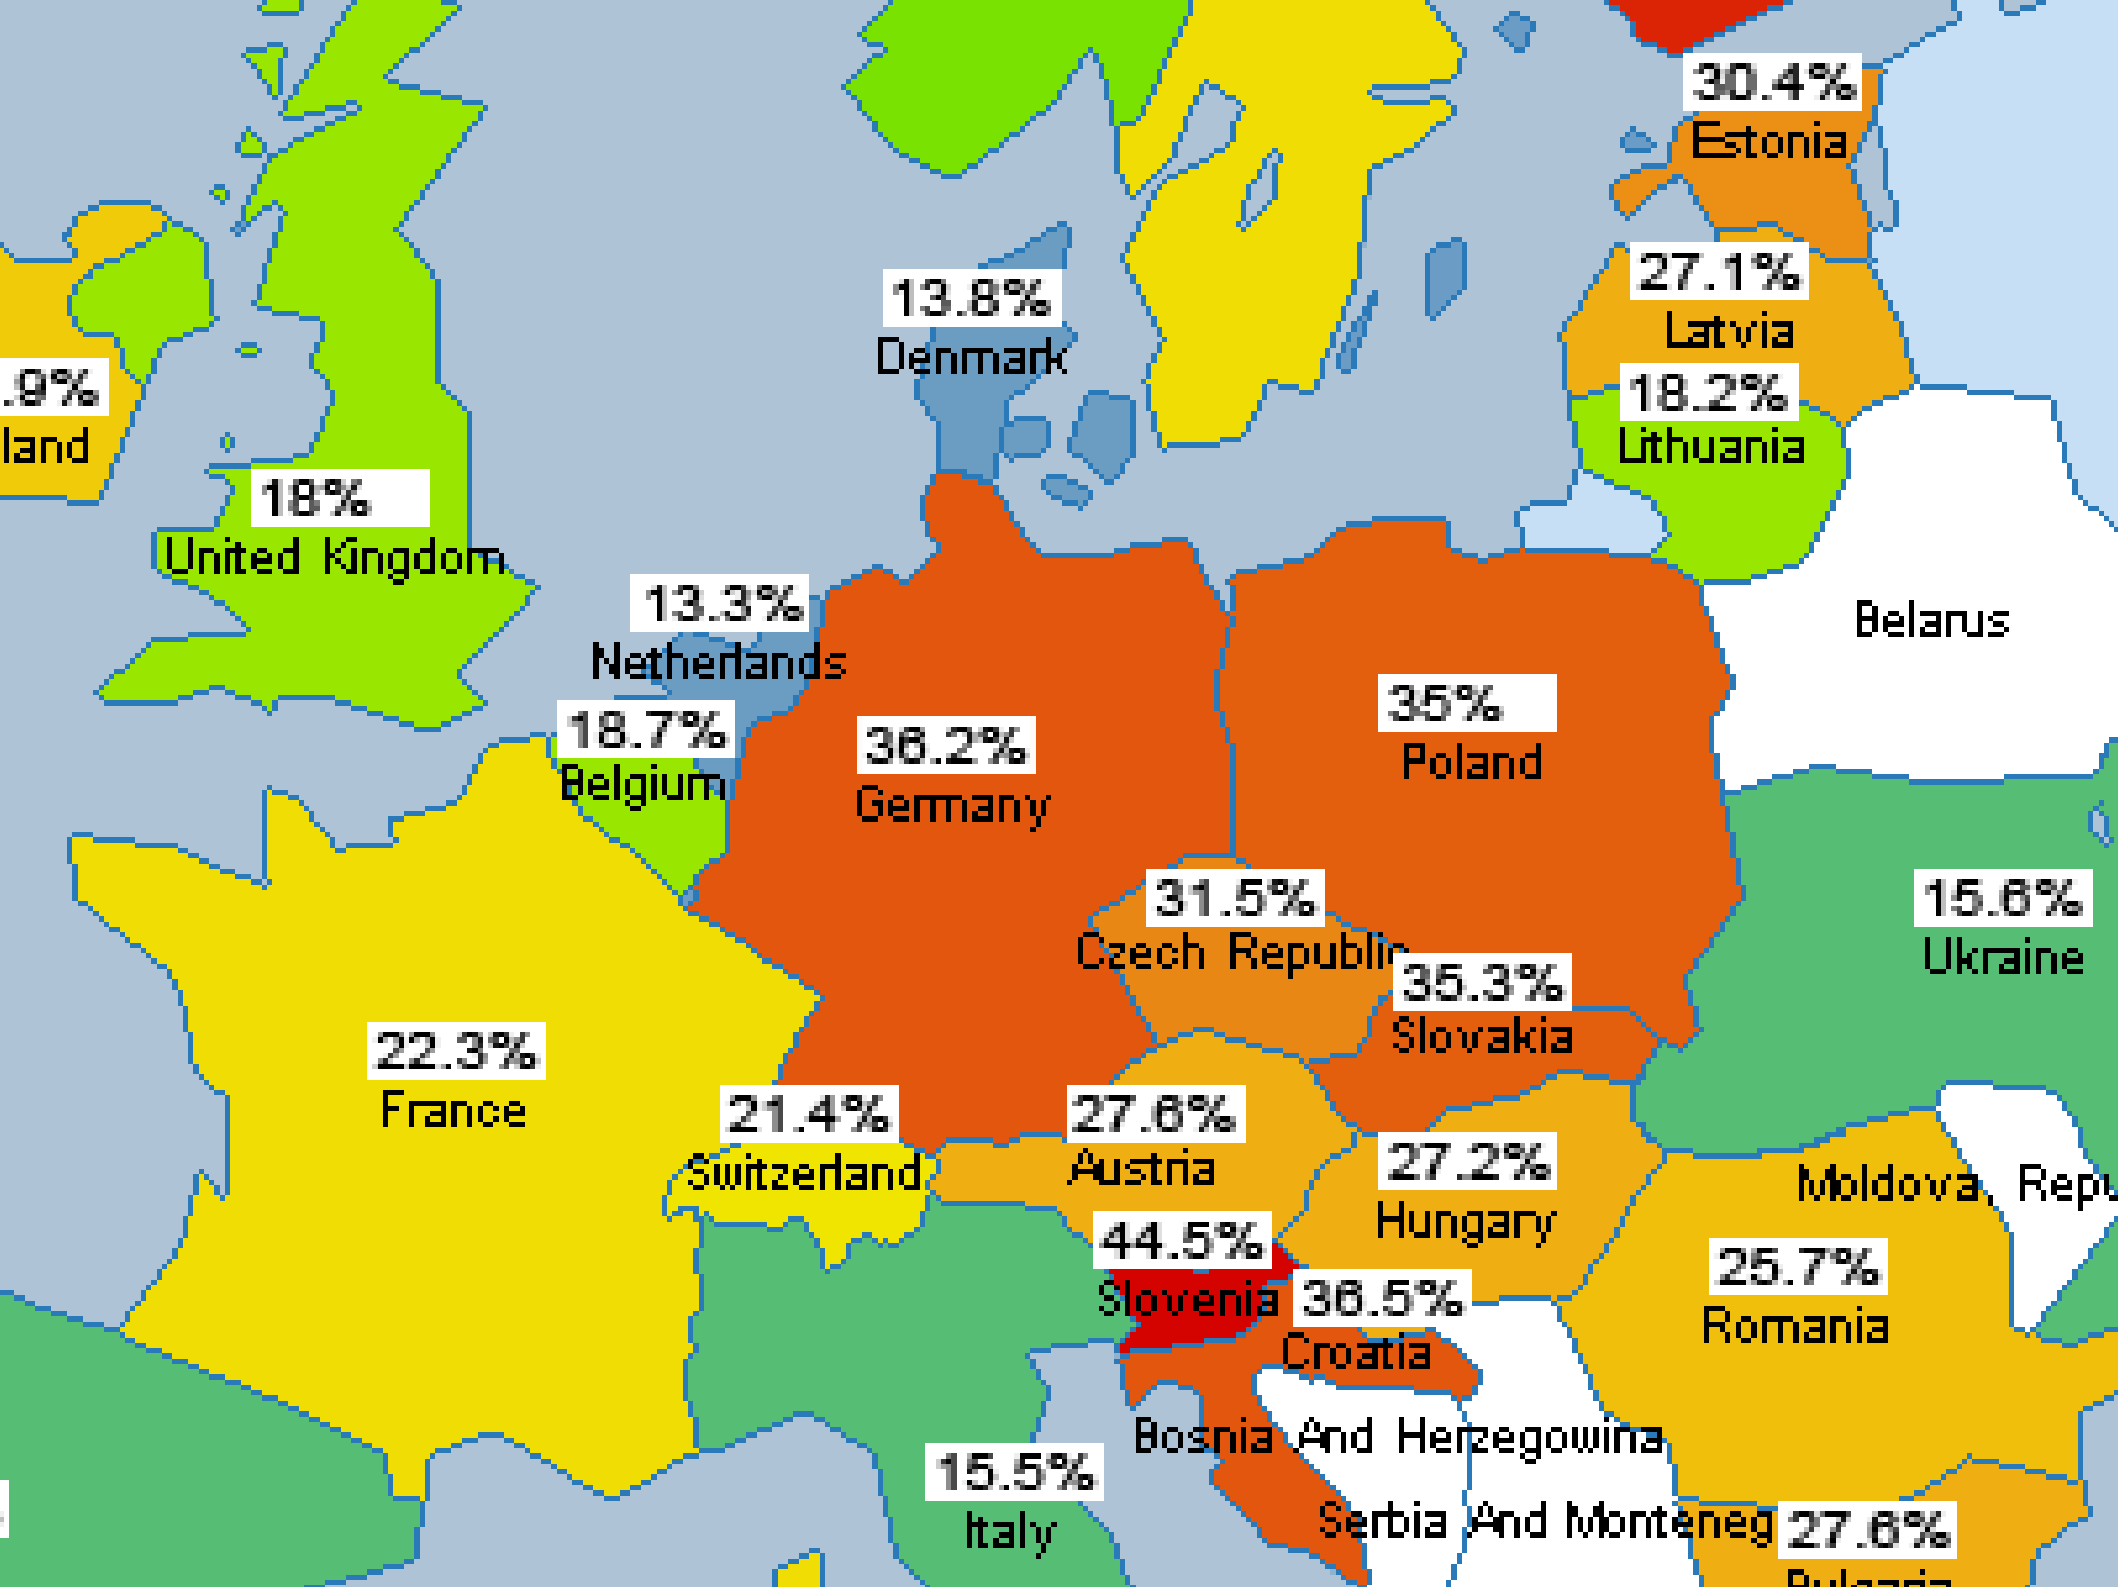 30.4%
Estonia
27.1%
Latvia
13.8%
Denmark
18.2%
Lithuania
.9%
land
18%
United Kingdom
13.3%
Netherlands
Belarus
18.7%
Belgium
36.2%
Germany
35%
Poland
31.5%
Czech Republic
15.6%
Ukraine
35.3%
Slovakia
22.3%
France
21.4%
Switzerland
27.6%
Austria
27.2%
Hungary
Moldova, Repu
44.5%
Slovenia
36.5%
Croatia
25.7%
Romania
Bosnia And Herzegowina
15.5%
Italy
Serbia And Monteneg
27.6%
Bulgaria